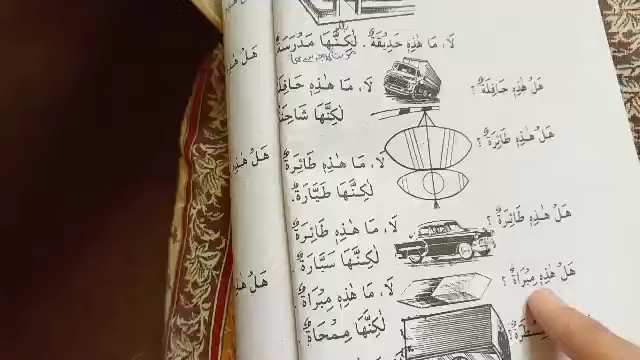 لَا، مَا هٰذِهِ حَدِيقَةٌ. لٰكِنَّهَا مَدْرَسَةٌ
هَلْ هٰذِهِ حَافِلَةٌ؟
لَا، مَا هٰذِهِ حَافِلَةٌ
لٰكِنَّهَا شَاحِنَةٌ
هَلْ هٰذِهِ طَائِرَةٌ؟
لَا، مَا هٰذِهِ طَائِرَةٌ
لٰكِنَّهَا طَيَّارَةٌ.
هَلْ هٰذِهِ طَائِرَةٌ؟
لَا، مَا هٰذِهِ طَائِرَةٌ
لٰكِنَّهَا سَيَّارَةٌ.
هَلْ هٰذِهِ مِبْرَاةٌ؟
لَا، مَا هٰذِهِ مِبْرَاةٌ
لٰكِنَّهَا مِمْحَاةٌ.
هَلْ هٰذِهِ
هَلْ هٰذِهِ
هَلْ هٰذِهِ